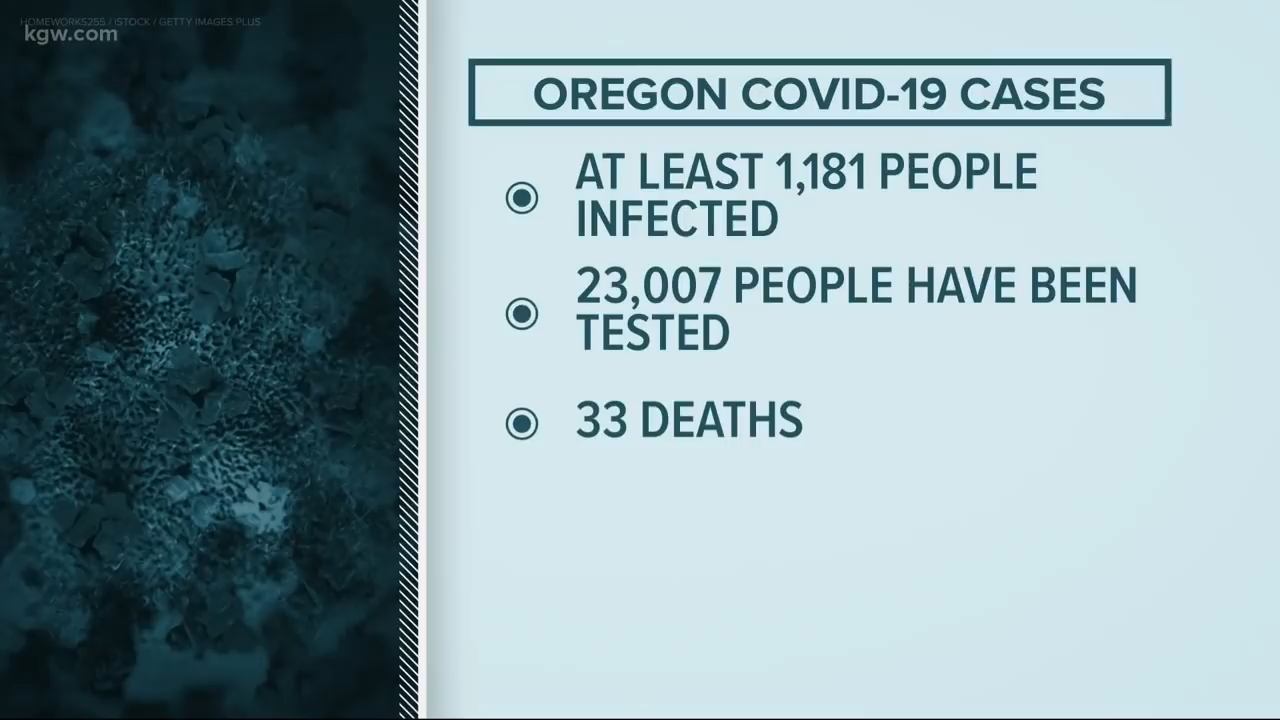 HOMEWORKS255 / ISTOCK / GETTY IMAGES PLUS
kgw.com
OREGON COVID-19 CASES
AT LEAST 1,181 PEOPLE
INFECTED
23,007 PEOPLE HAVE BEEN
TESTED
33 DEATHS